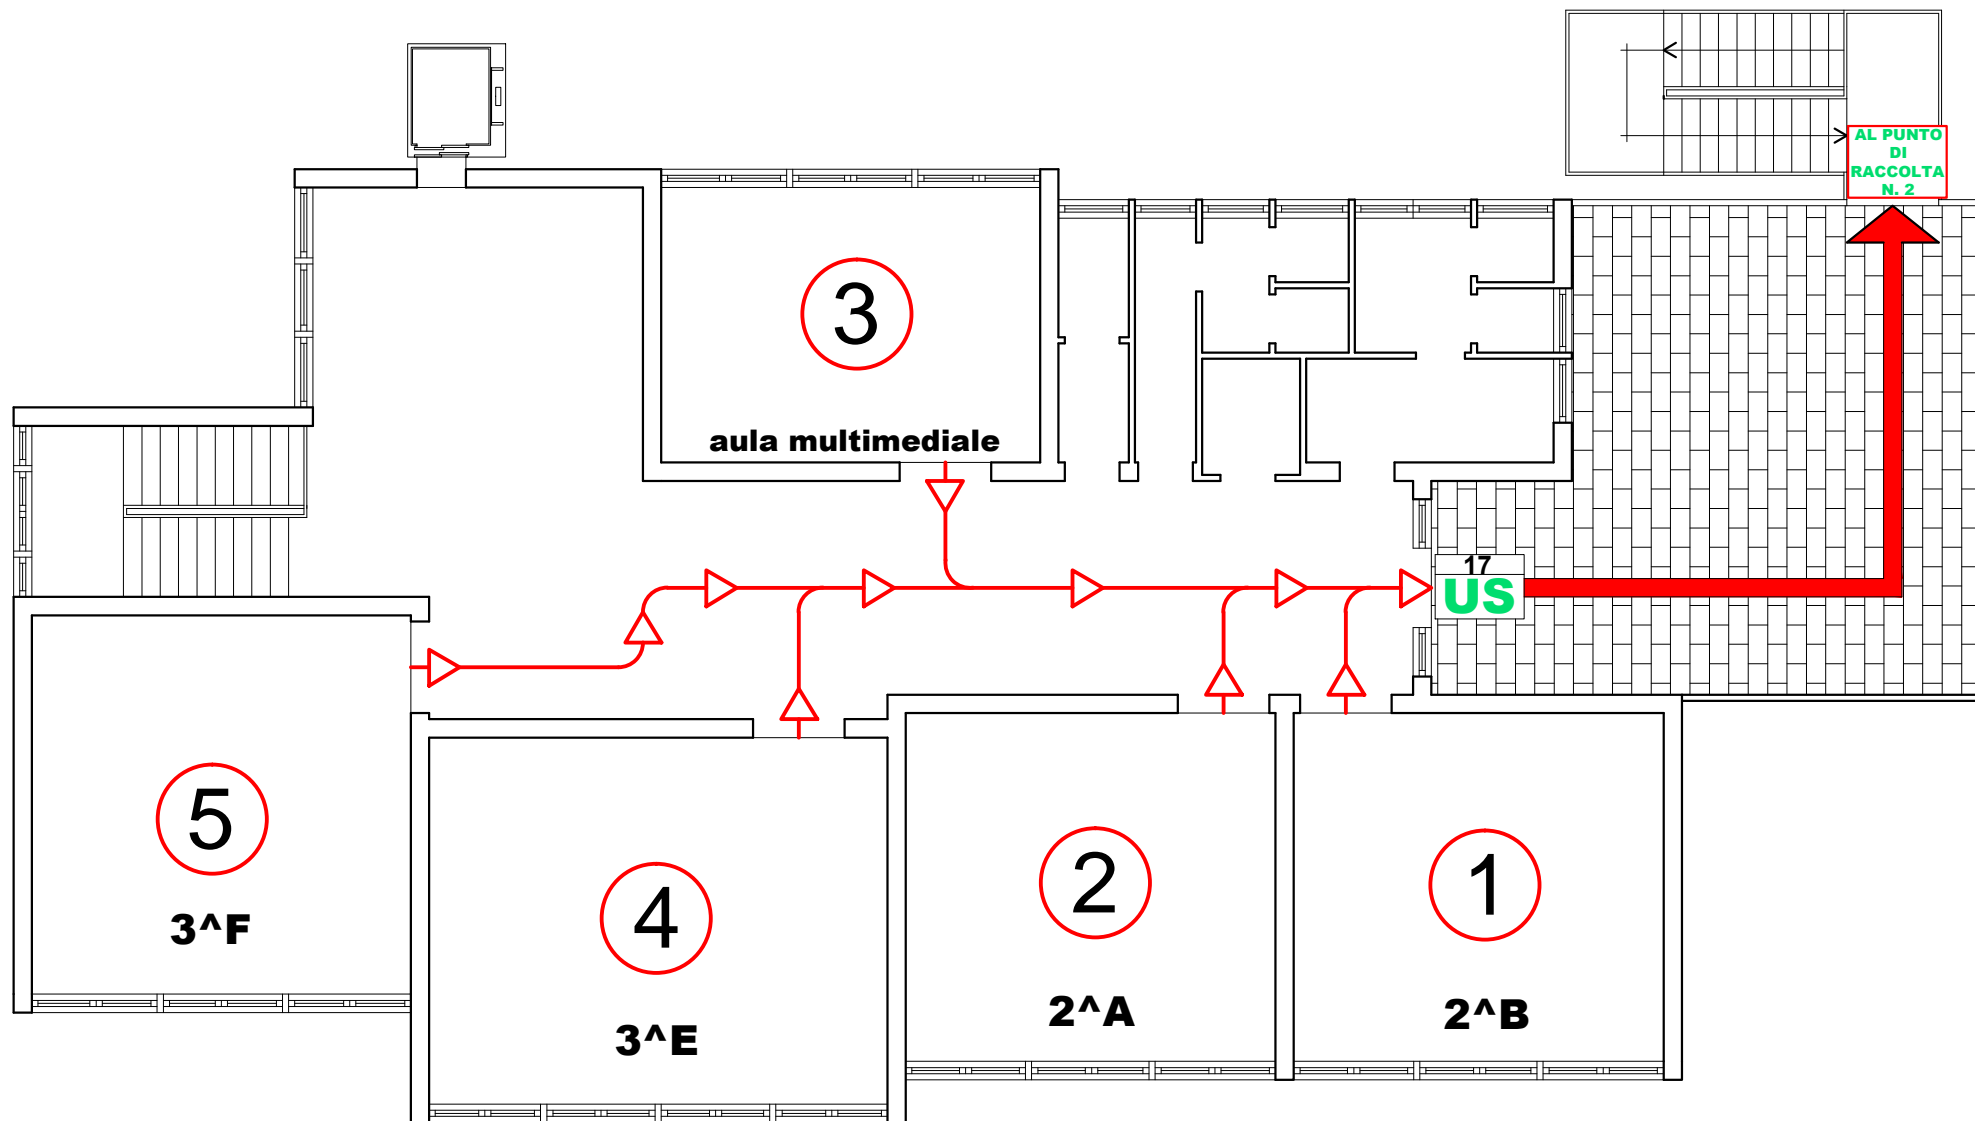 AL PUNTO
DI
RACCOLTA
N. 2
3
aula multimediale
17
US
5
3^F
4
3^E
2
2^A
1
2^B